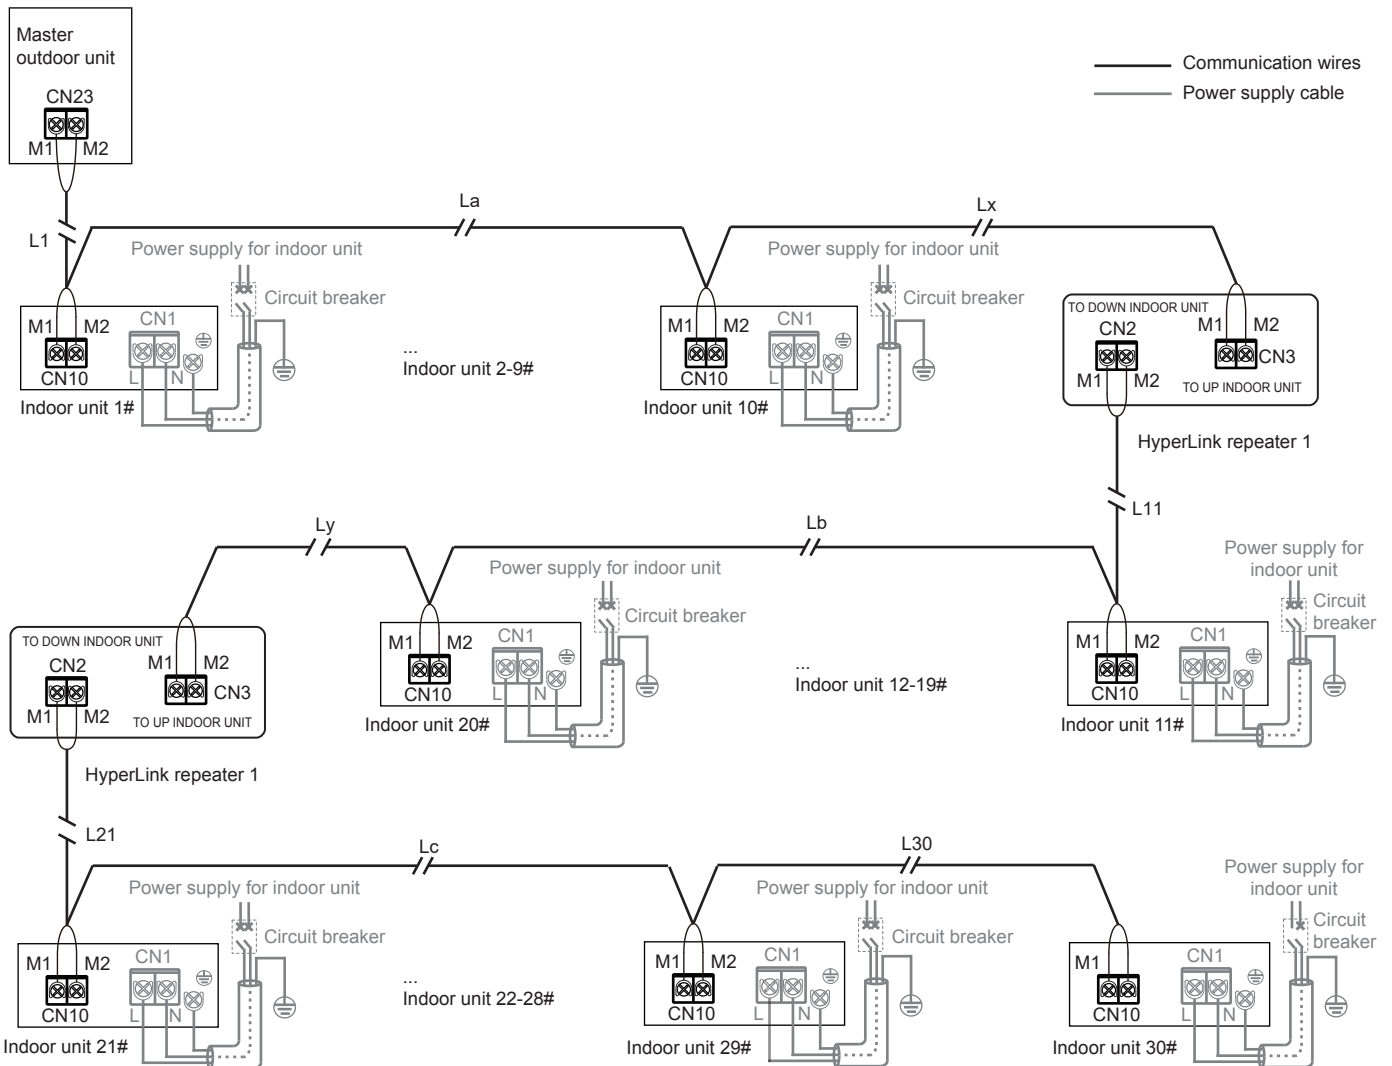 Master
outdoor unit
CN23
M1 M2
Communication wires
Power supply cable
L1
La
Lx
Power supply for indoor unit
Circuit breaker
M1 M2 CN1
CN10 L N
Indoor unit 1#
...
Indoor unit 2-9#
Power supply for indoor unit
Circuit breaker
M1 M2 CN1
CN10 L N
Indoor unit 10#
TO DOWN INDOOR UNIT
CN2 M1 M2
CN3
M1 M2 TO UP INDOOR UNIT
HyperLink repeater 1
L11
Ly
Lb
Power supply for indoor unit
Circuit breaker
M1 M2 CN1
CN10 L N
Indoor unit 20#
...
Indoor unit 12-19#
Power supply for
indoor unit
Circuit
breaker
M1 M2 CN1
CN10 L N
Indoor unit 11#
TO DOWN INDOOR UNIT
CN2 M1 M2
CN3
M1 M2 TO UP INDOOR UNIT
HyperLink repeater 1
L21
Lc
L30
Power supply for indoor unit
Circuit breaker
M1 M2 CN1
CN10 L N
Indoor unit 21#
...
Indoor unit 22-28#
Power supply for indoor unit
Circuit breaker
M1 M2 CN1
CN10 L N
Indoor unit 29#
Power supply for
indoor unit
Circuit
breaker
M1 CN1
CN10 L N
Indoor unit 30#